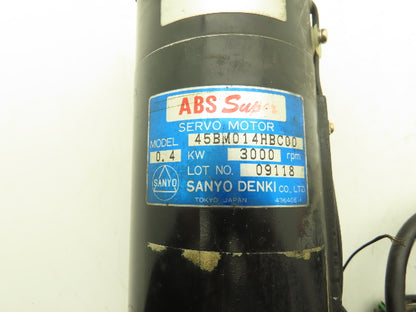 ABS Super
SERVO MOTOR
MODEL 45BM014HBC00
0.4 KW 3000 rpm
LOT NO. 09118
SANYO
SANYO DENKI CO., LTD
TOKYO JAPAN